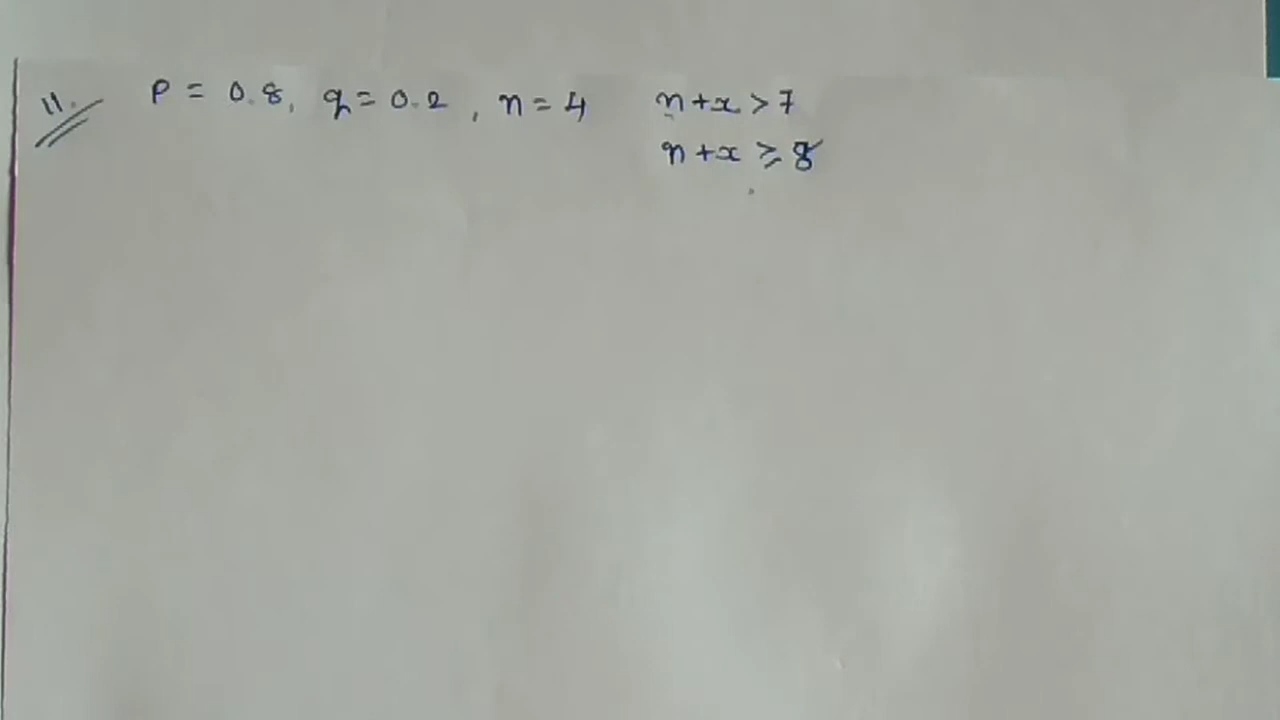 11. P = 0.8, q = 0.2, n = 4 n + x > 7
n + x ≥ 8